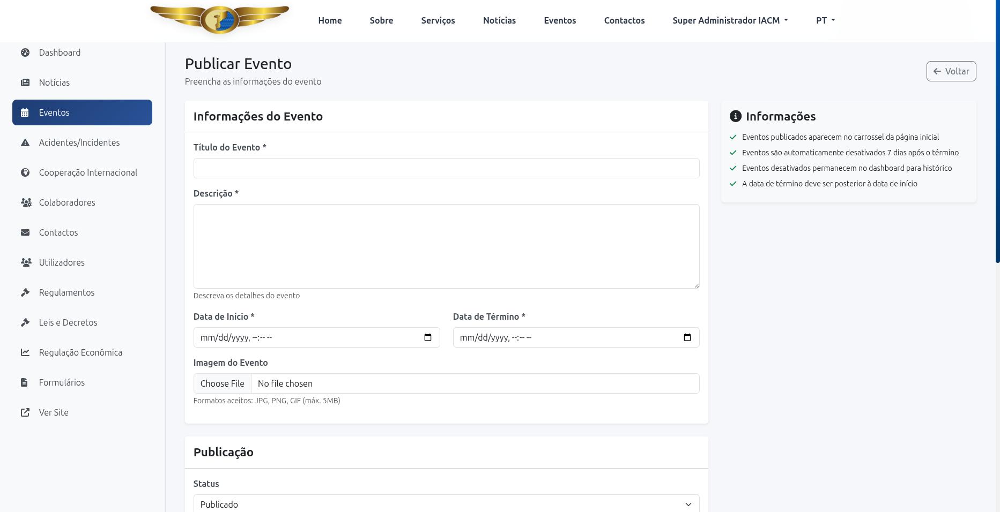 Home
Sobre
Serviços
Notícias
Eventos
Contactos
Super Administrador IACM
PT
Dashboard
Notícias
Eventos
Acidentes/Incidentes
Cooperação Internacional
Colaboradores
Contactos
Utilizadores
Regulamentos
Leis e Decretos
Regulação Econômica
Formulários
Ver Site
Publicar Evento
Preencha as informações do evento
Voltar
Informações do Evento
Título do Evento *
Descrição *
Descreva os detalhes do evento
Data de Início *
Data de Término *
mm/dd/yyyy, --:-- --
mm/dd/yyyy, --:-- --
Imagem do Evento
Choose File No file chosen
Formatos aceitos: JPG, PNG, GIF (máx. 5MB)
Publicação
Status
Publicado
Informações
Eventos publicados aparecem no carrossel da página inicial
Eventos são automaticamente desativados 7 dias após o término
Eventos desativados permanecem no dashboard para histórico
A data de término deve ser posterior à data de início